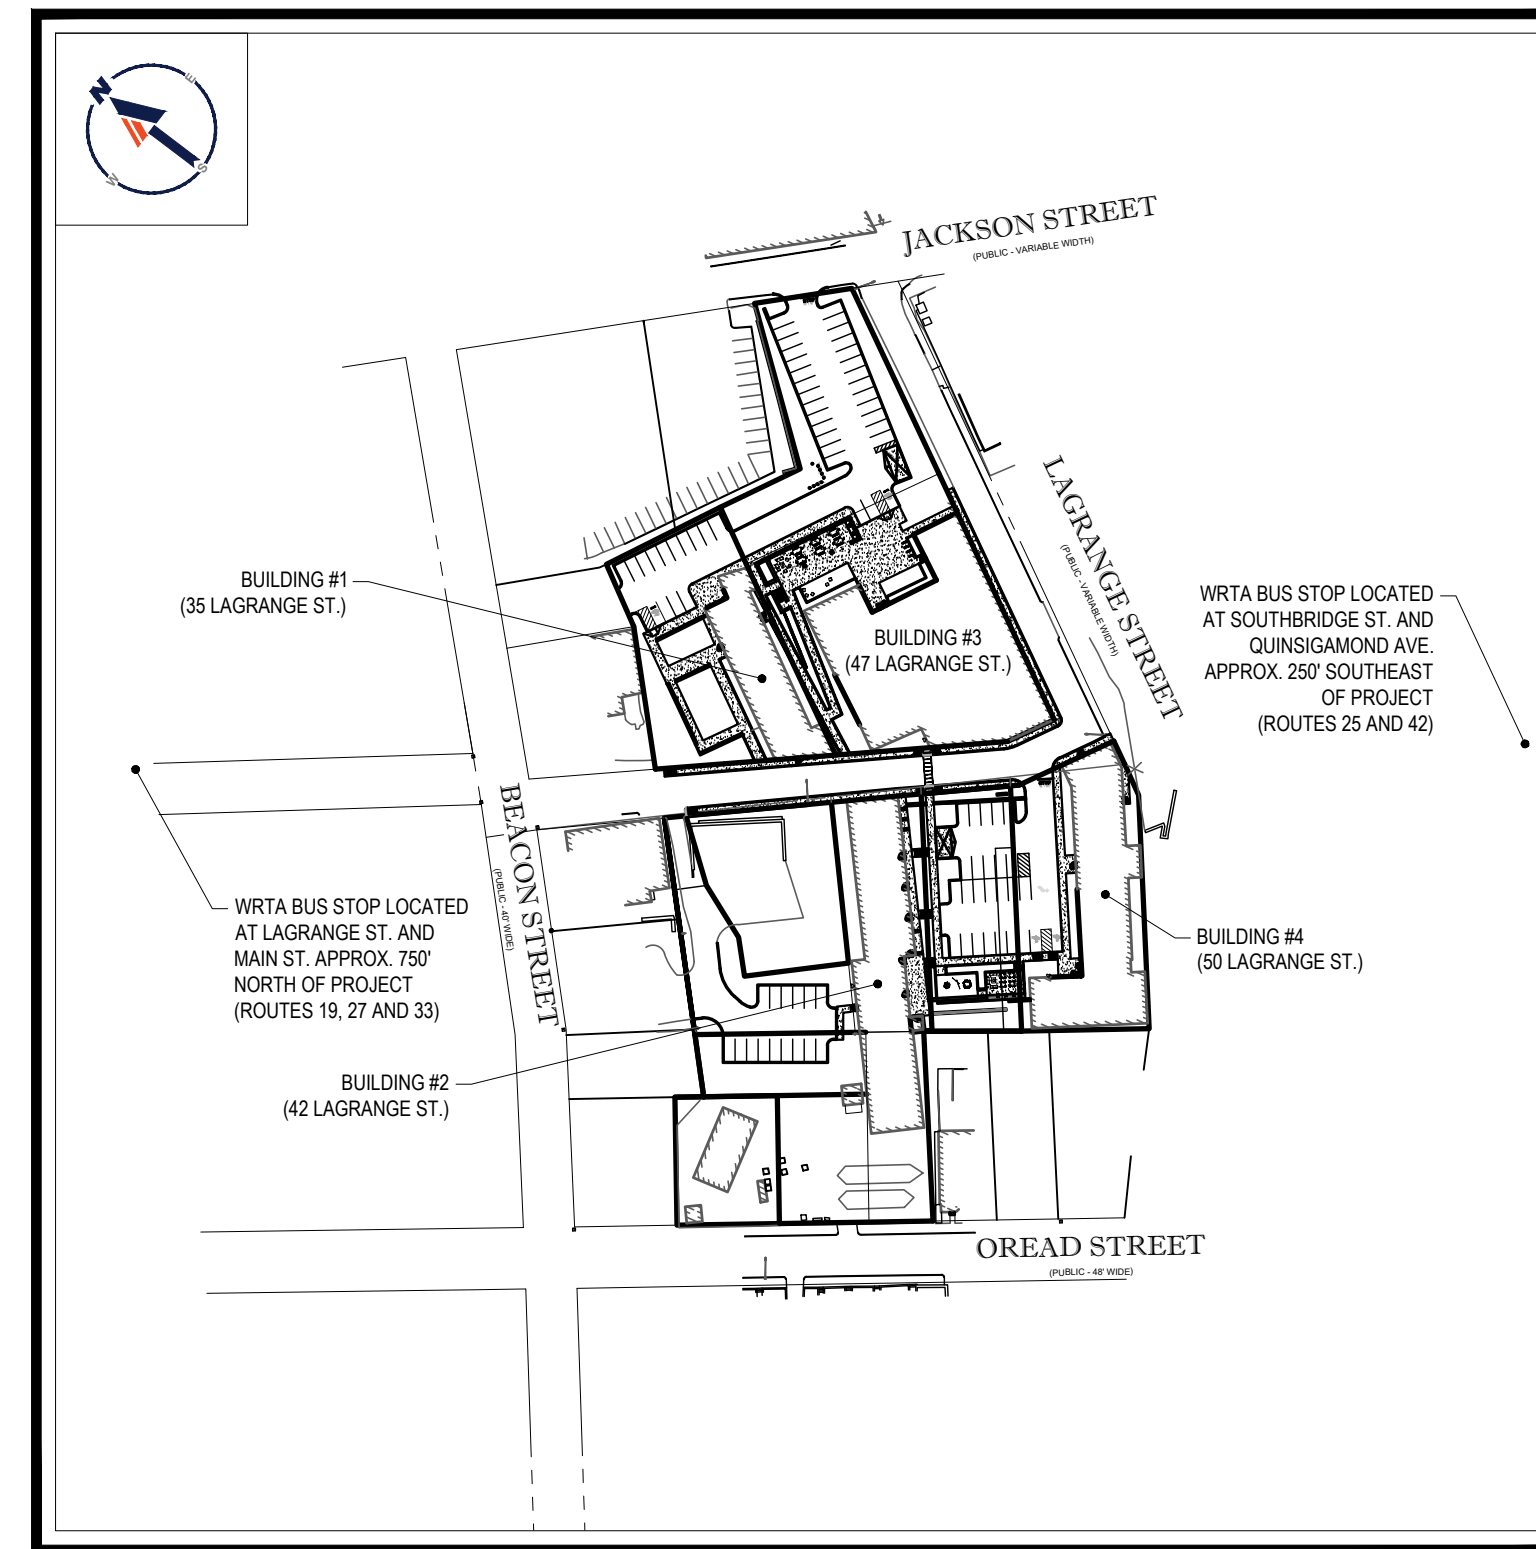 N
E
W
S
JACKSON STREET
(PUBLIC - VARIABLE WIDTH)
LAGRANGE STREET
(PUBLIC - VARIABLE WIDTH)
BUILDING #1
(35 LAGRANGE ST.)
BUILDING #3
(47 LAGRANGE ST.)
WRTA BUS STOP LOCATED
AT SOUTHBRIDGE ST. AND
QUINSIGAMOND AVE.
APPROX. 250' SOUTHEAST
OF PROJECT
(ROUTES 25 AND 42)
BEACON STREET
(PUBLIC - 40' WIDE)
WRTA BUS STOP LOCATED
AT LAGRANGE ST. AND
MAIN ST. APPROX. 750'
NORTH OF PROJECT
(ROUTES 19, 27 AND 33)
BUILDING #4
(50 LAGRANGE ST.)
BUILDING #2
(42 LAGRANGE ST.)
OREAD STREET
(PUBLIC - 48' WIDE)